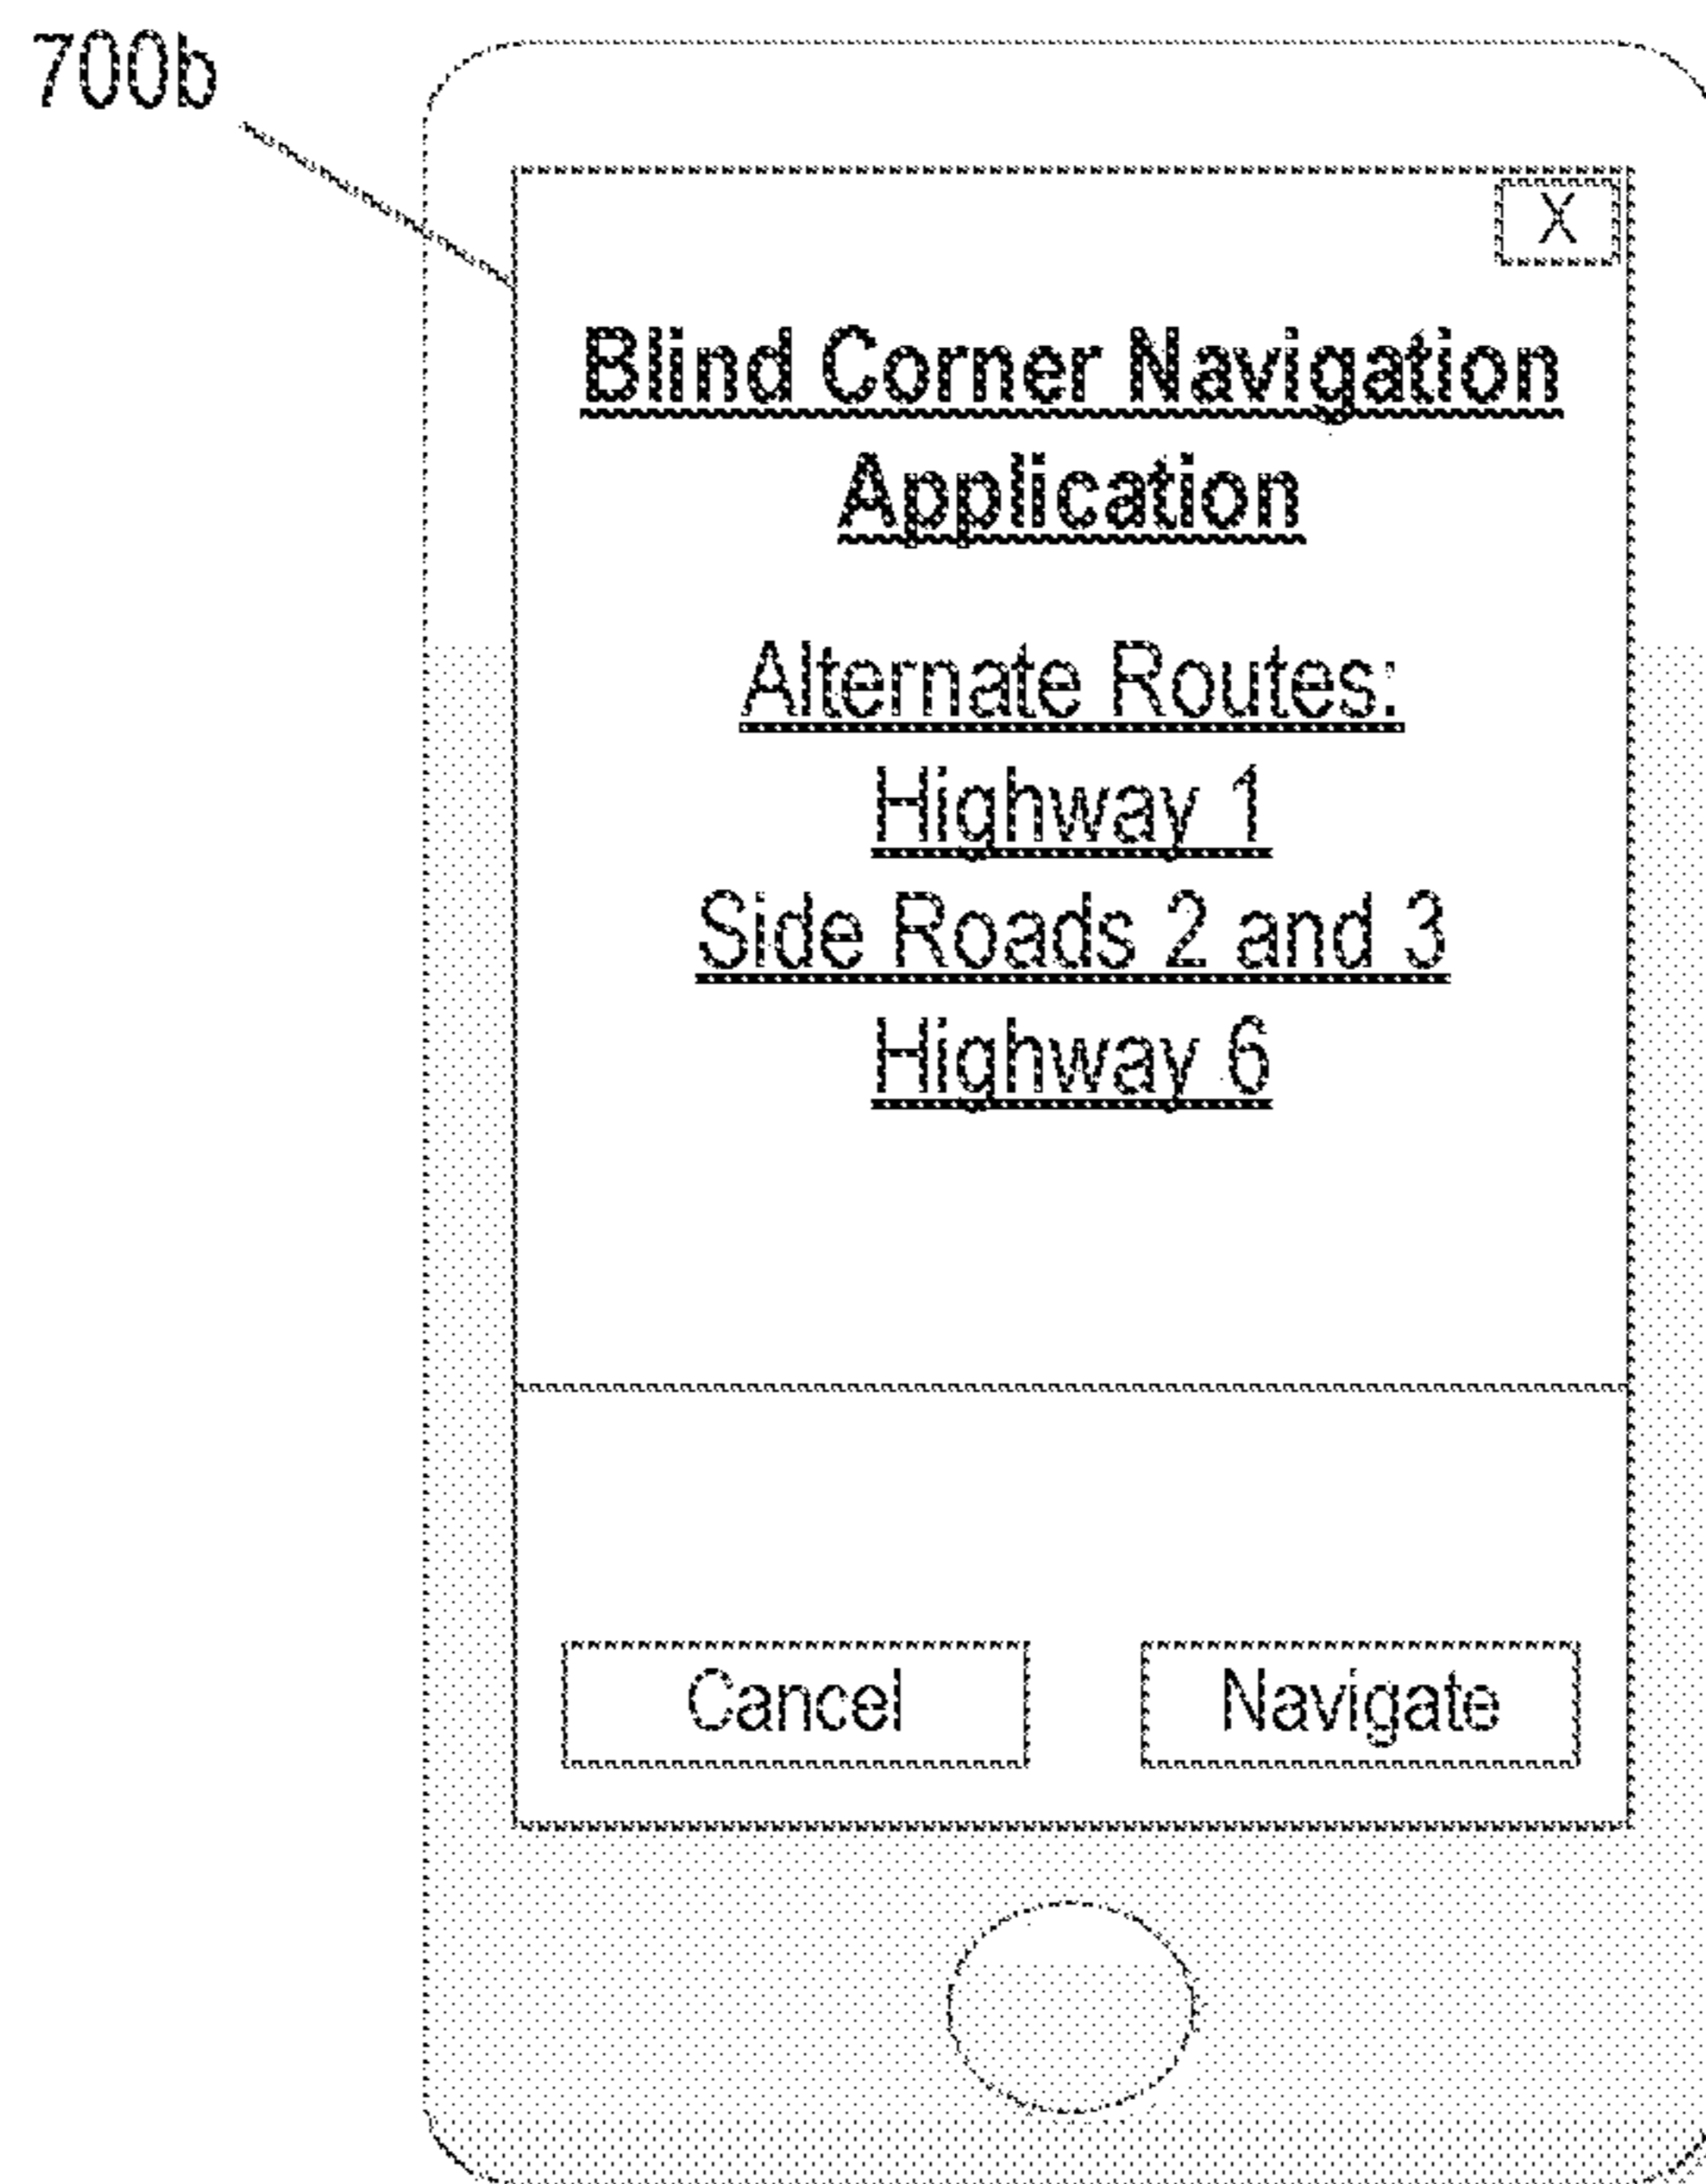 700b
X
Blind Corner Navigation
Application
Alternate Routes:
Highway 1
Side Roads 2 and 3
Highway 6
Cancel
Navigate